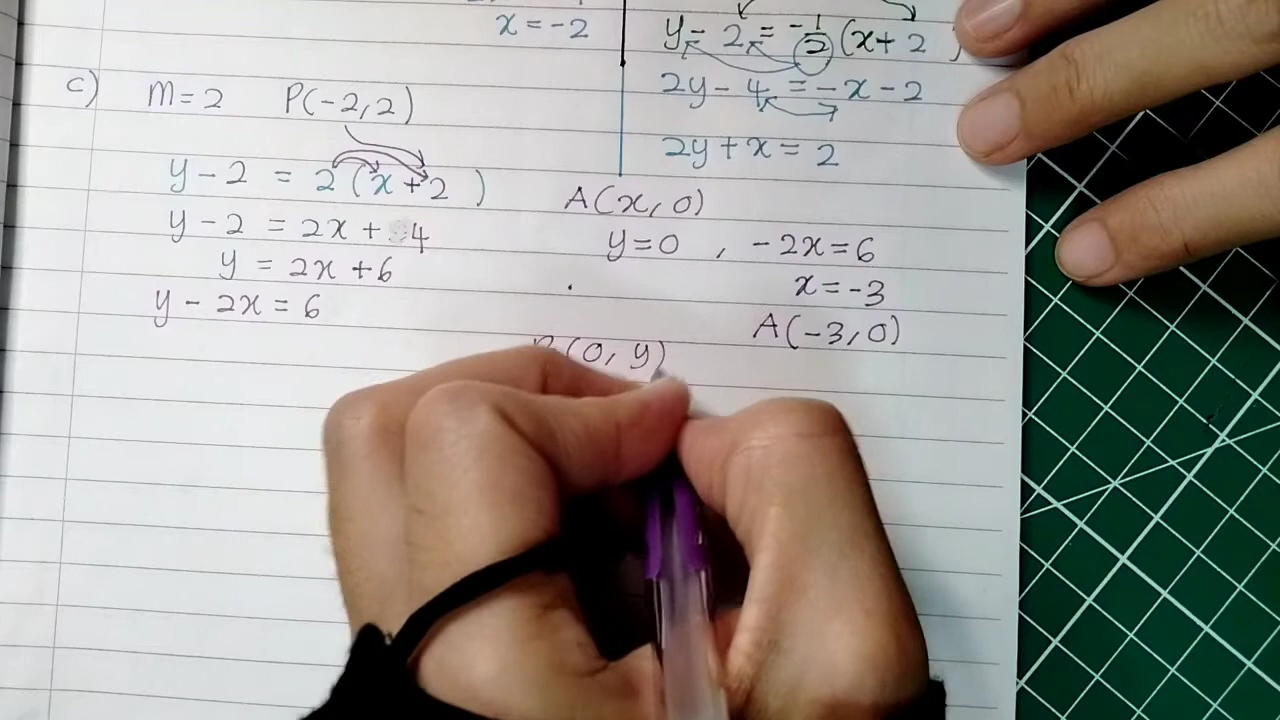 x = -2
y - 2 = -1/2 (x + 2
2y - 4 = -x - 2
2y + x = 2
c) m = 2 P(-2, 2)
y - 2 = 2 (x + 2 )
y - 2 = 2x + 4
y = 2x + 6
y - 2x = 6
A(x, 0)
y = 0 , -2x = 6
x = -3
A(-3, 0)
(0, y)